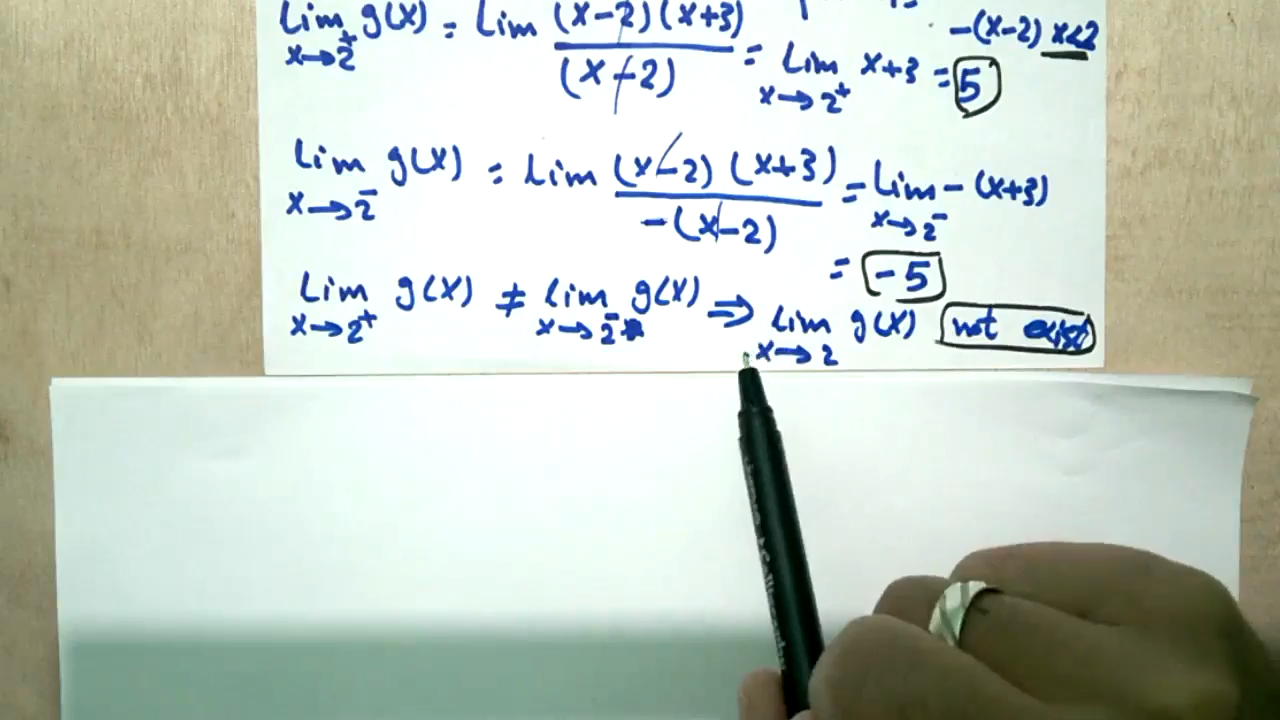 lim x→2⁺ g(x) = lim (x-2)(x+3) / (x-2) = lim x→2⁺ x+3 = 5
-(x-2) x<2
lim x→2⁻ g(x) = lim (x-2)(x+3) / -(x-2) = lim x→2⁻ -(x+3)
= -5
lim x→2⁺ g(x) ≠ lim x→2⁻ g(x) ⇒ lim x→2 g(x) not exist